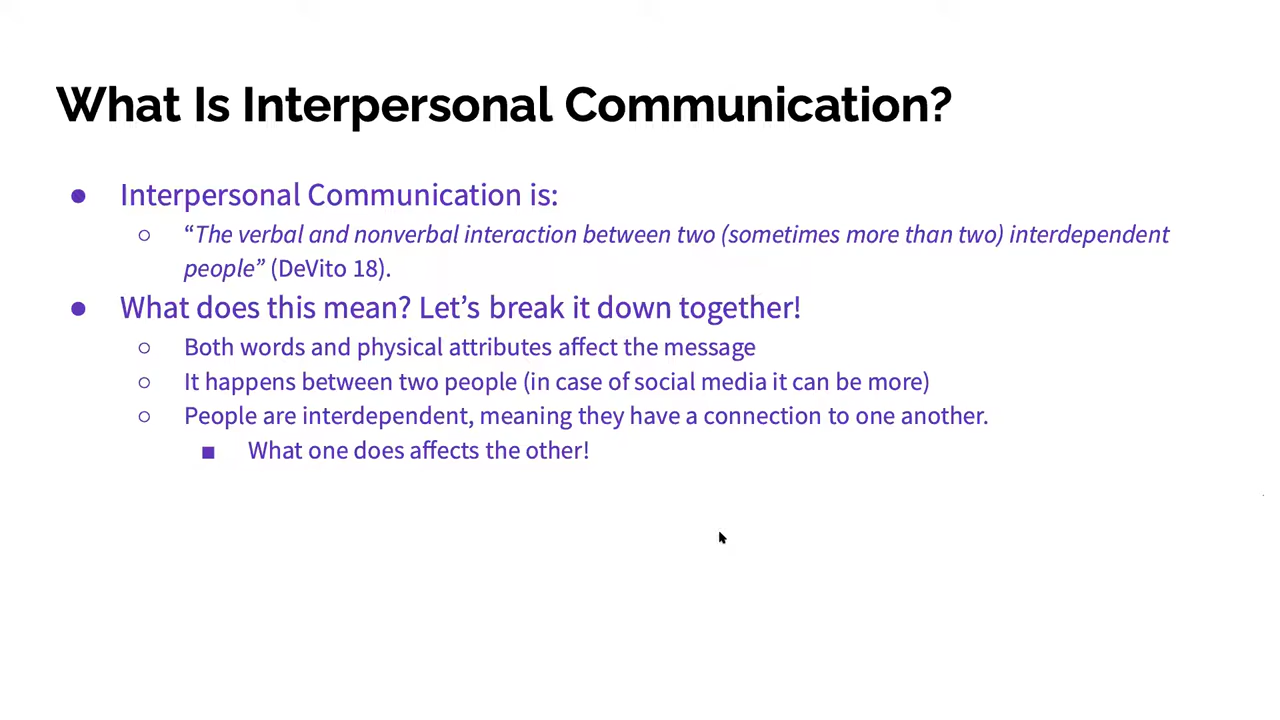 What Is Interpersonal Communication?
● Interpersonal Communication is:
○ “The verbal and nonverbal interaction between two (sometimes more than two) interdependent
people” (DeVito 18).
● What does this mean? Let’s break it down together!
○ Both words and physical attributes affect the message
○ It happens between two people (in case of social media it can be more)
○ People are interdependent, meaning they have a connection to one another.
■ What one does affects the other!